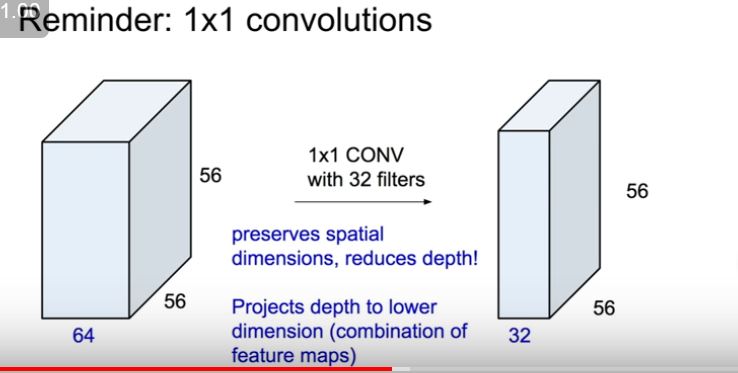 1.00
Reminder: 1x1 convolutions
56
56
64
1x1 CONV
with 32 filters
preserves spatial
dimensions, reduces depth!
Projects depth to lower
dimension (combination of
feature maps)
56
56
32